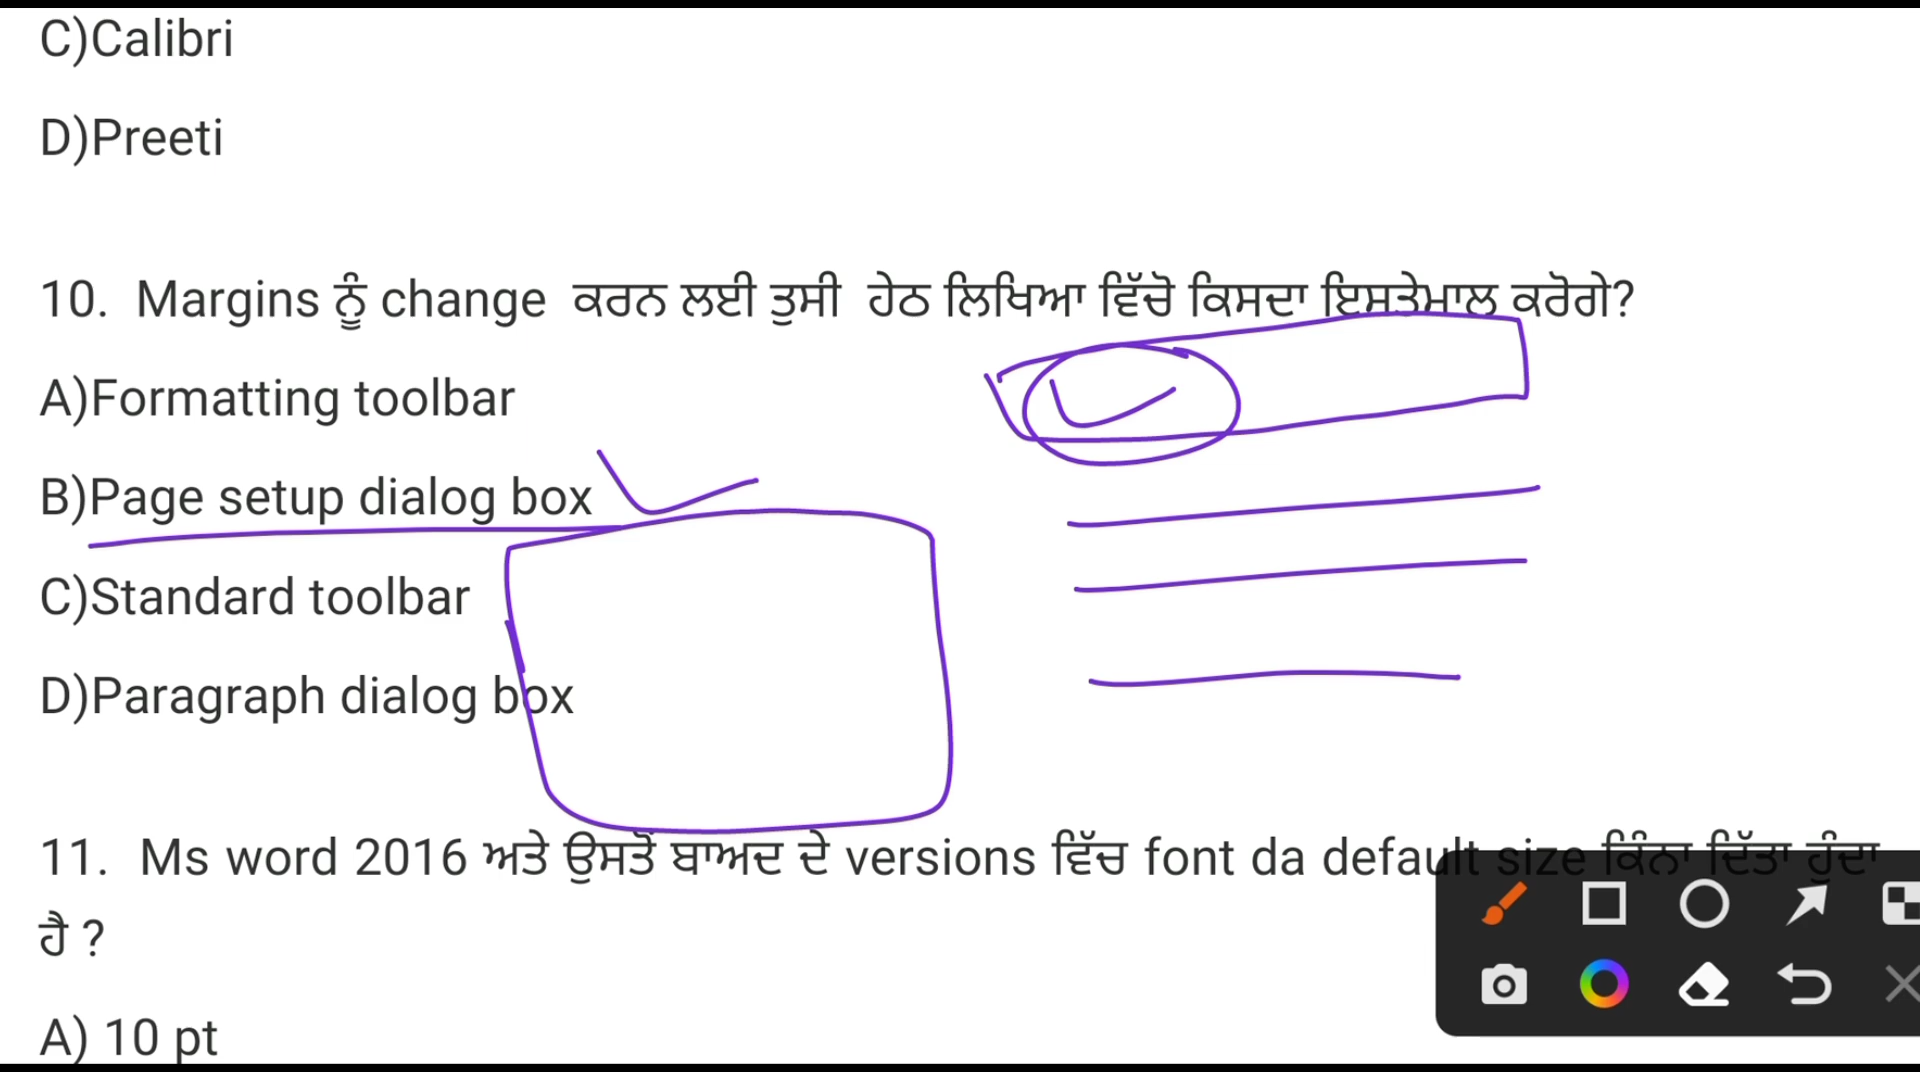 C)Calibri
D)Preeti
10. Margins ਨੂੰ change ਕਰਨ ਲਈ ਤੁਸੀ ਹੇਠ ਲਿਖਿਆ ਵਿੱਚੋ ਕਿਸਦਾ ਇਸਤੇਮਾਲ ਕਰੋਗੇ?
A)Formatting toolbar
B)Page setup dialog box
C)Standard toolbar
D)Paragraph dialog box
11. Ms word 2016 ਅਤੇ ਉਸਤੋਂ ਬਾਅਦ ਦੇ versions ਵਿੱਚ font da default size ਕਿੰਨਾ ਦਿੱਤਾ ਹੁੰਦਾ
ਹੈ ?
A) 10 pt